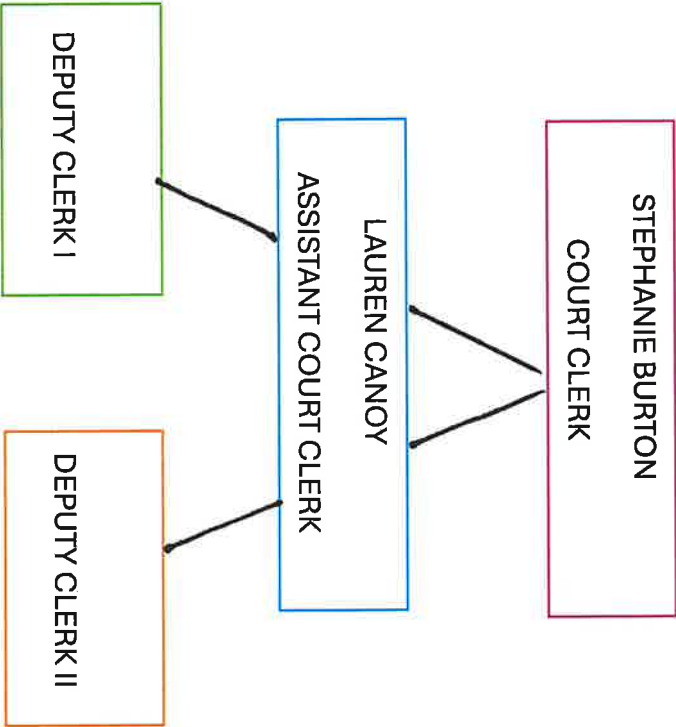 STEPHANIE BURTON
COURT CLERK
LAUREN CANOY
ASSISTANT COURT CLERK
DEPUTY CLERK I
DEPUTY CLERK II